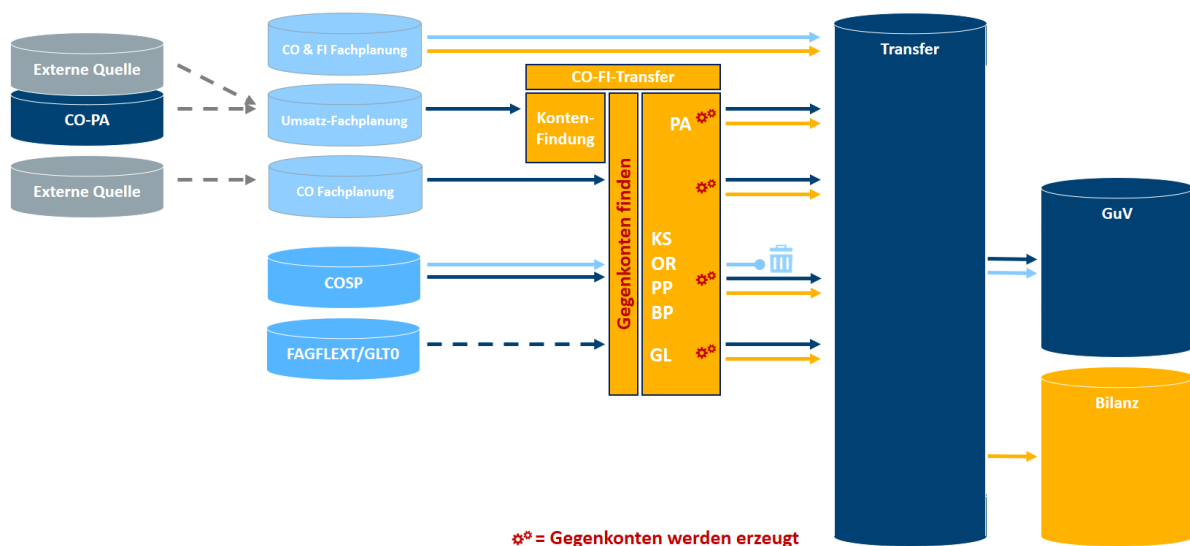 Externe Quelle
CO-PA
Externe Quelle
CO & FI Fachplanung
Umsatz-Fachplanung
CO Fachplanung
COSP
FAGFLEXT/GLT0
CO-FI-Transfer
Konten-
Findung
Gegenkonten finden
PA
KS
OR
PP
BP
GL
Transfer
GuV
Bilanz
= Gegenkonten werden erzeugt